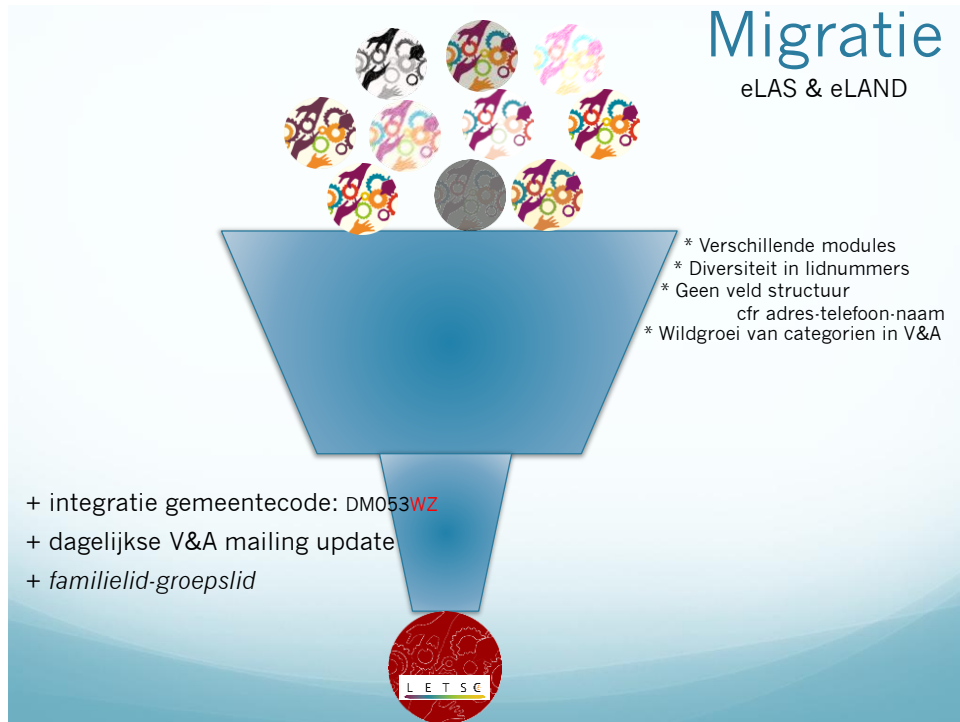 Migratie
eLAS & eLAND
* Verschillende modules
* Diversiteit in lidnummers
* Geen veld structuur
cfr adres-telefoon-naam
* Wildgroei van categorien in V&A
+ integratie gemeentecode: DM053WZ
+ dagelijkse V&A mailing update
+ familielid-groepslid